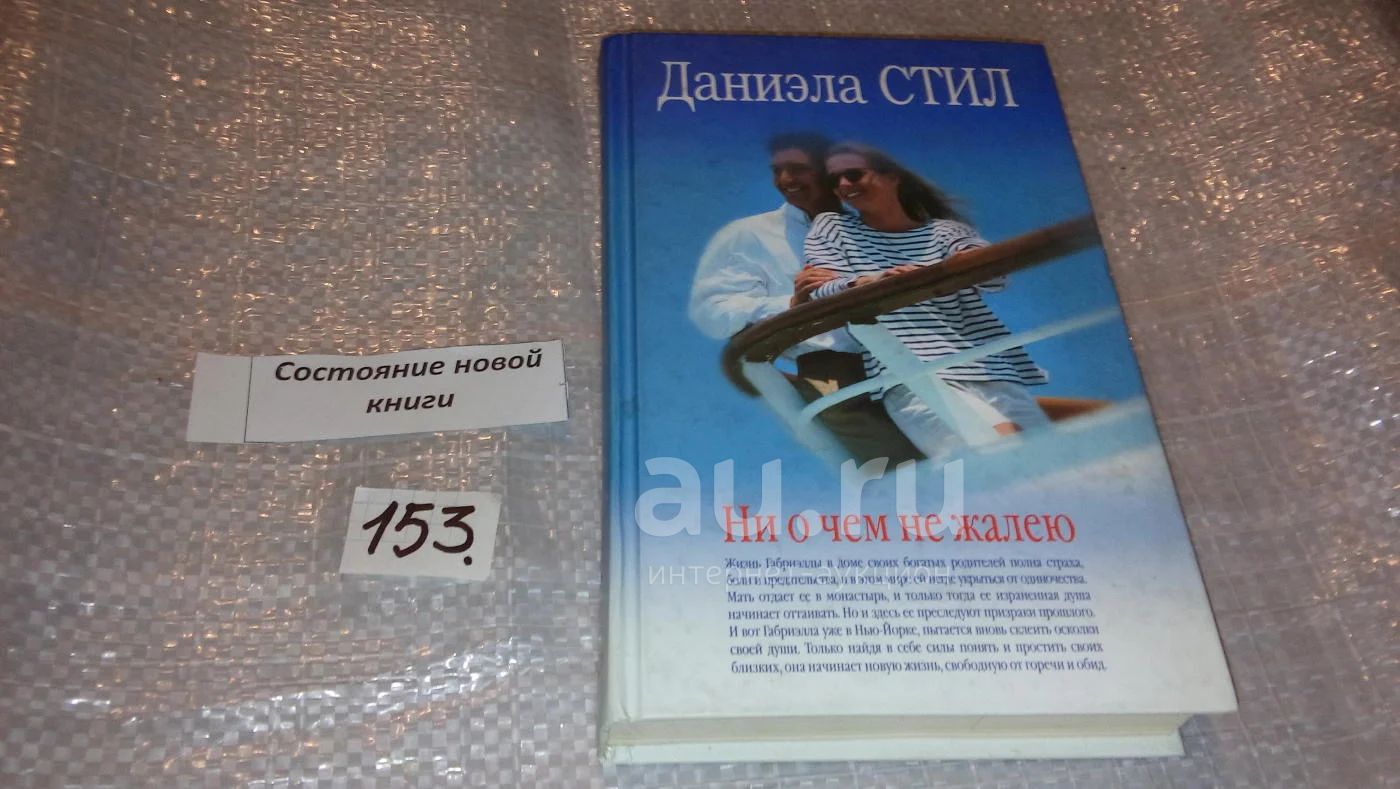 Даниэла СТИЛ
Состояние новой
книги
153.
au.ru
интернет-аукцион
Ни о чем не жалею
Жизнь Габриэллы в доме своих богатых родителей полна страха,
боли и предательства, и в этом мире ей негде укрыться от одиночества.
Мать отдает ее в монастырь, и только тогда ее израненная душа
начинает оттаивать. Но и здесь ее преследуют призраки прошлого.
И вот Габриэлла уже в Нью-Йорке, пытается вновь склеить осколки
своей души. Только найдя в себе силы понять и простить своих
близких, она начинает новую жизнь, свободную от горечи и обид.